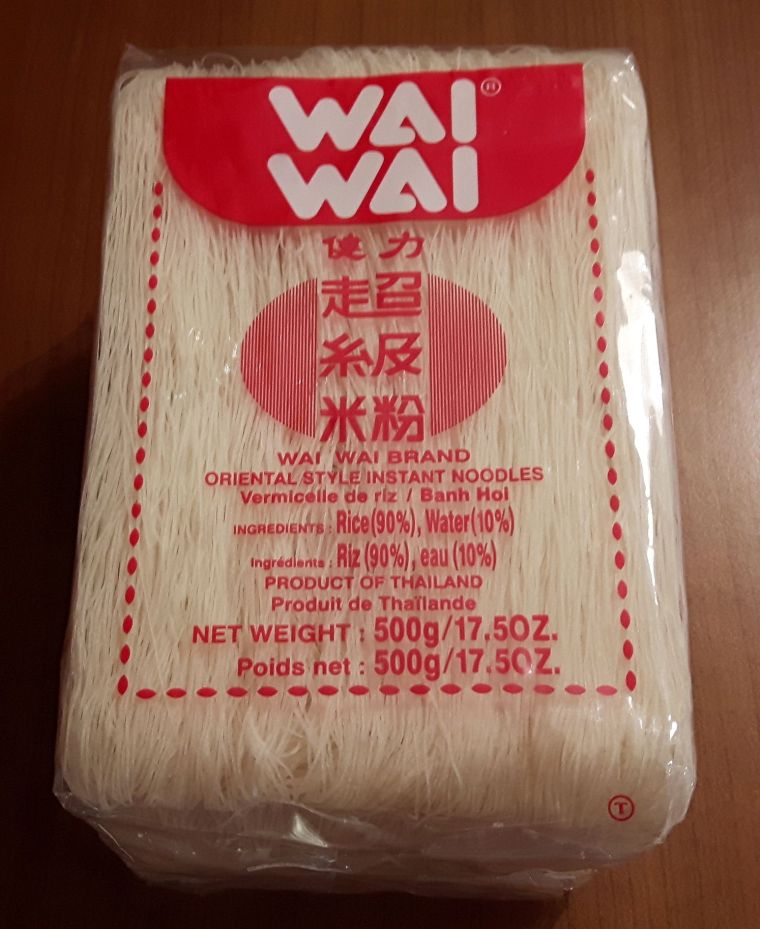 WAI®
WAI
健力
超
級
米粉
WAI WAI BRAND
ORIENTAL STYLE INSTANT NOODLES
Vermicelle de riz / Banh Hoi
INGREDIENTS : Rice(90%), Water(10%)
Ingrédients : Riz (90%), eau (10%)
PRODUCT OF THAILAND
Produit de Thaïlande
NET WEIGHT : 500g/17.5OZ.
Poids net : 500g/17.5OZ.
T